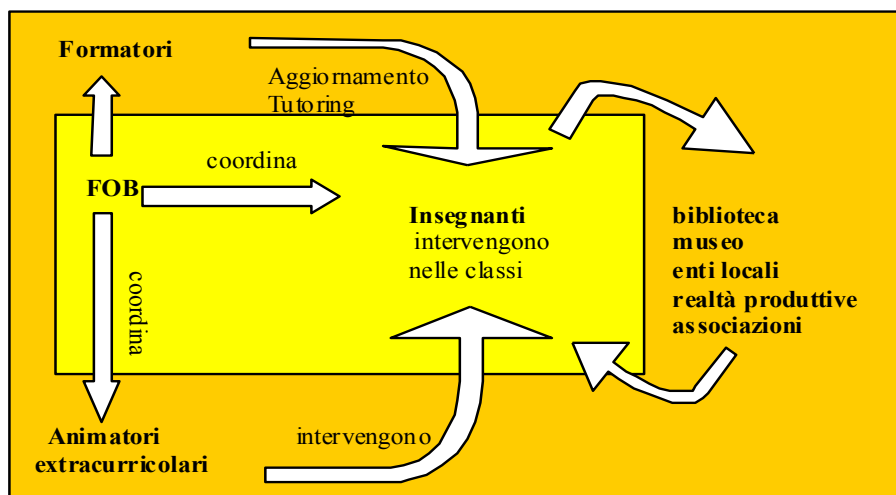 Formatori
Aggiornamento
Tutoring
coordina
FOB
Insegnanti
intervengono
nelle classi
biblioteca
museo
enti locali
realtà produttive
associazioni
coordina
Animatori
extracurricolari
intervengono